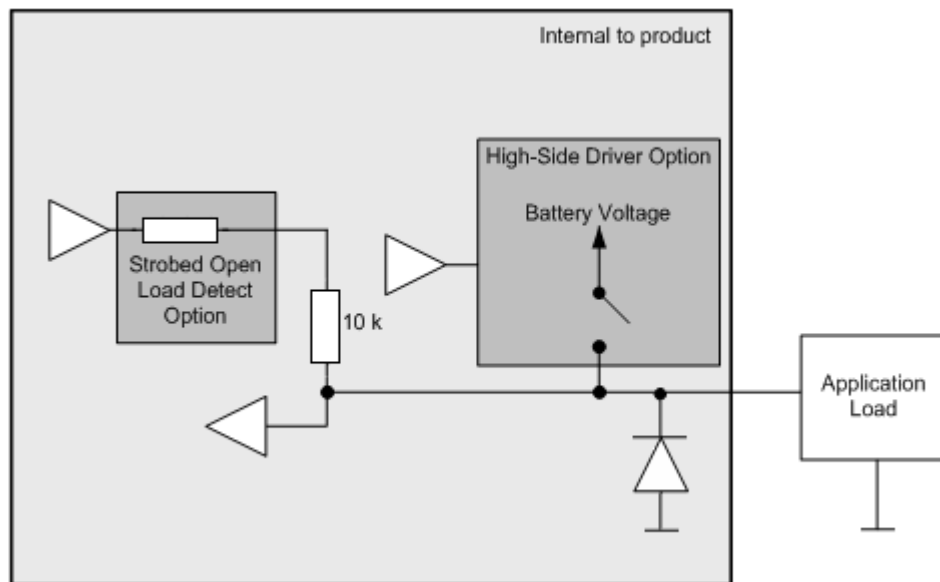 Internal to product
High-Side Driver Option
Battery Voltage
Strobed Open
Load Detect
Option
10 k
Application
Load